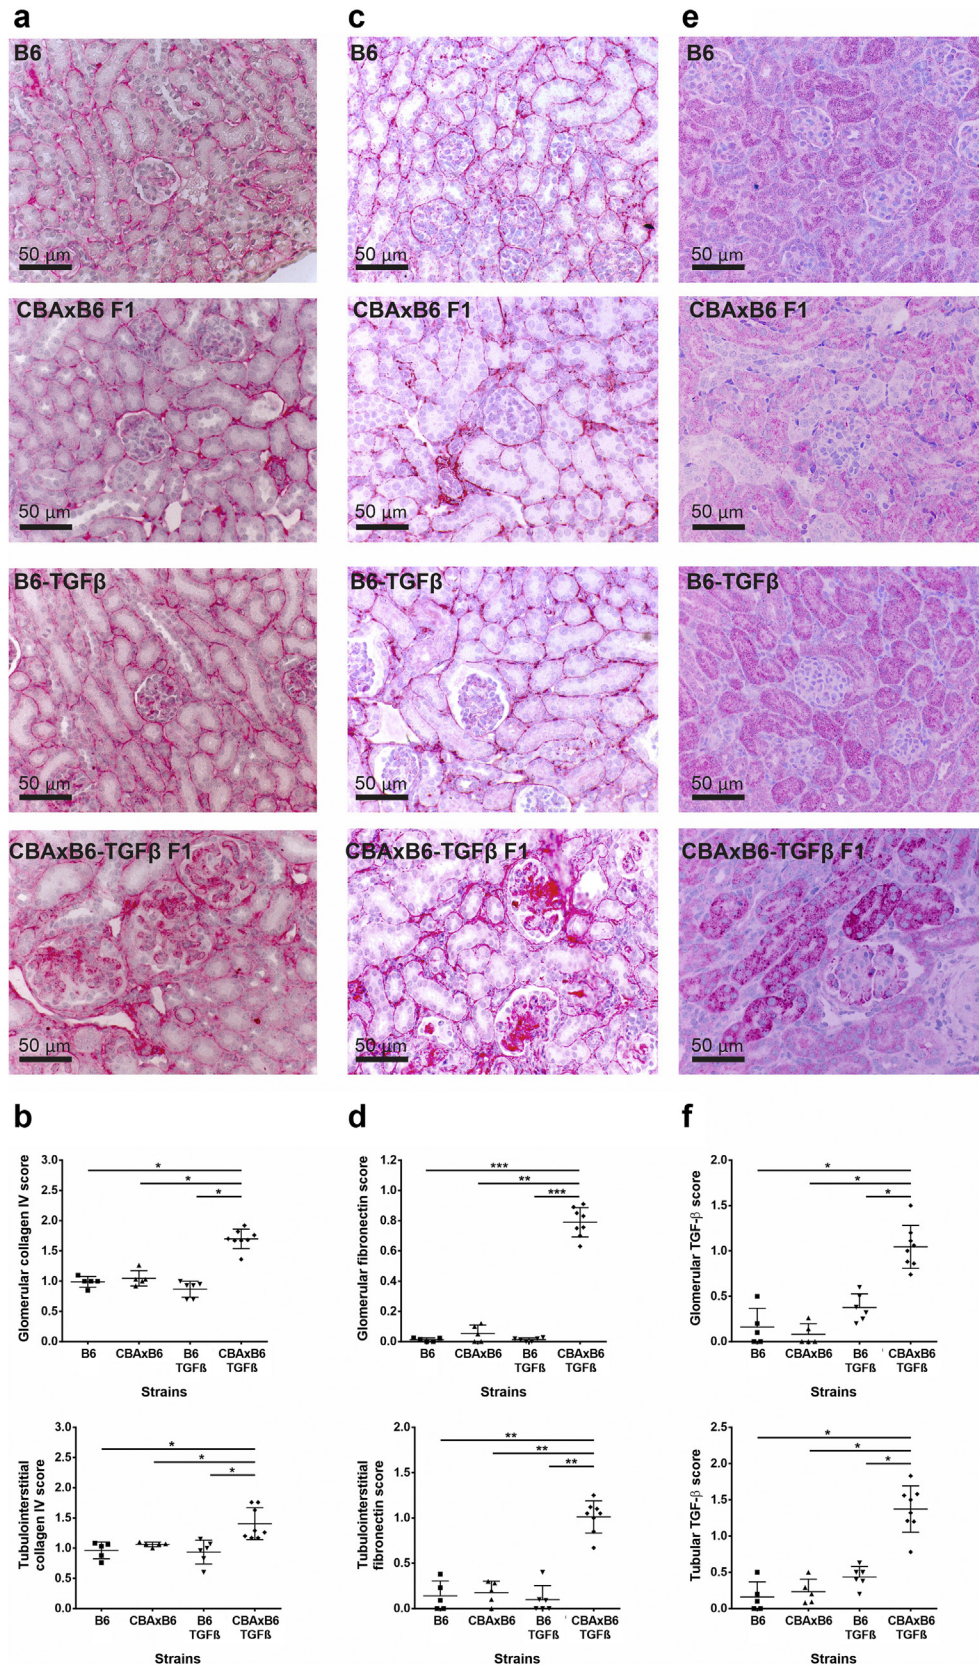 a
c
e
B6
B6
B6
50 µm
50 µm
50 µm
CBAxB6 F1
CBAxB6 F1
CBAxB6 F1
50 µm
50 µm
50 µm
B6-TGFβ
B6-TGFβ
B6-TGFβ
50 µm
50 µm
50 µm
CBAxB6-TGFβ F1
CBAxB6-TGFβ F1
CBAxB6-TGFβ F1
50 µm
50 µm
50 µm
b
Glomerular collagen IV score
3.0
2.5
2.0
1.5
1.0
0.5
0.0
*
*
*
B6
CBAxB6
B6
TGFß
CBAxB6
TGFß
Strains
Tubulointerstitial
collagen IV score
3.0
2.5
2.0
1.5
1.0
0.5
0.0
*
*
*
B6
CBAxB6
B6
TGFß
CBAxB6
TGFß
Strains
d
Glomerular fibronectin score
1.2
1.0
0.8
0.6
0.4
0.2
0.0
***
**
***
B6
CBAxB6
B6
TGFß
CBAxB6
TGFß
Strains
Tubulointerstitial
fibronectin score
2.0
1.5
1.0
0.5
0.0
**
**
**
B6
CBAxB6
B6
TGFß
CBAxB6
TGFß
Strains
f
Glomerular TGF-β score
2.0
1.5
1.0
0.5
0.0
*
*
*
B6
CBAxB6
B6
TGFß
CBAxB6
TGFß
Strains
Tubular TGF-β score
2.0
1.5
1.0
0.5
0.0
*
*
*
B6
CBAxB6
B6
TGFß
CBAxB6
TGFß
Strains